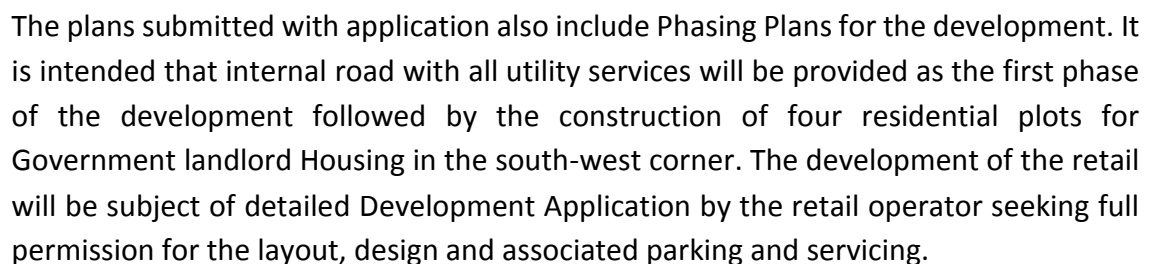 The plans submitted with application also include Phasing Plans for the development. It
is intended that internal road with all utility services will be provided as the first phase
of the development followed by the construction of four residential plots for
Government landlord Housing in the south-west corner. The development of the retail
will be subject of detailed Development Application by the retail operator seeking full
permission for the layout, design and associated parking and servicing.